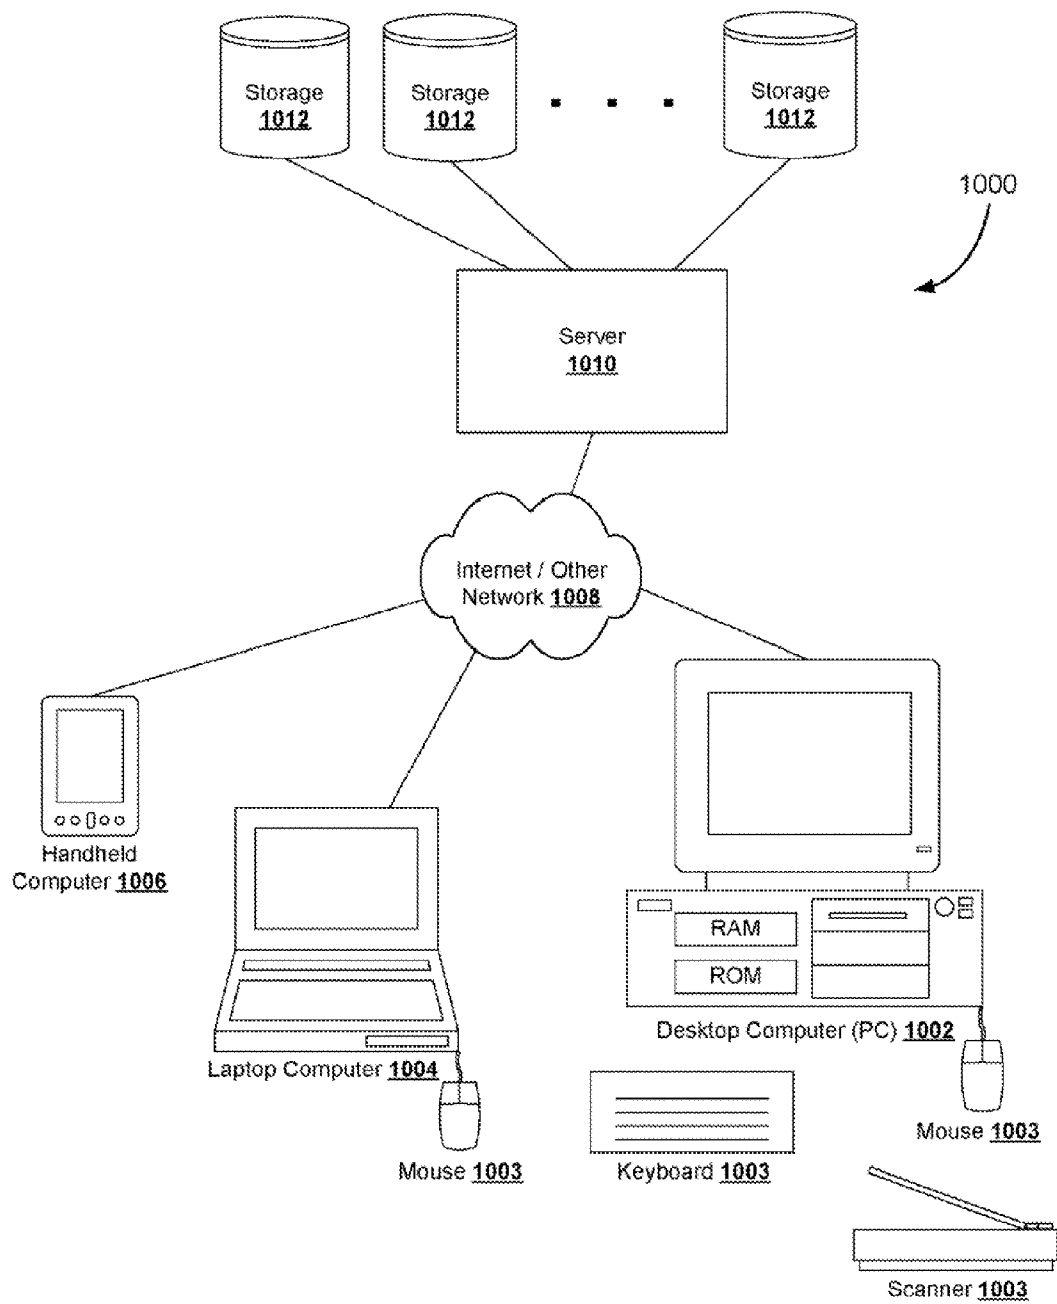 Storage
1012
Storage
1012
Storage
1012
1000
Server
1010
Internet / Other
Network 1008
Handheld
Computer 1006
RAM
ROM
Desktop Computer (PC) 1002
Laptop Computer 1004
Mouse 1003
Keyboard 1003
Mouse 1003
Scanner 1003